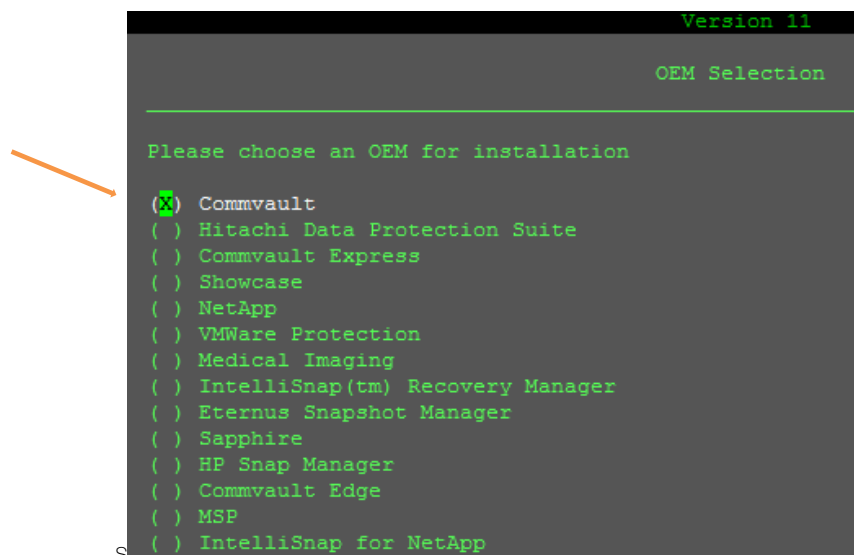 Version 11
OEM Selection
Please choose an OEM for installation
(X) Commvault
( ) Hitachi Data Protection Suite
( ) Commvault Express
( ) Showcase
( ) NetApp
( ) VMWare Protection
( ) Medical Imaging
( ) IntelliSnap(tm) Recovery Manager
( ) Eternus Snapshot Manager
( ) Sapphire
( ) HP Snap Manager
( ) Commvault Edge
( ) MSP
( ) IntelliSnap for NetApp